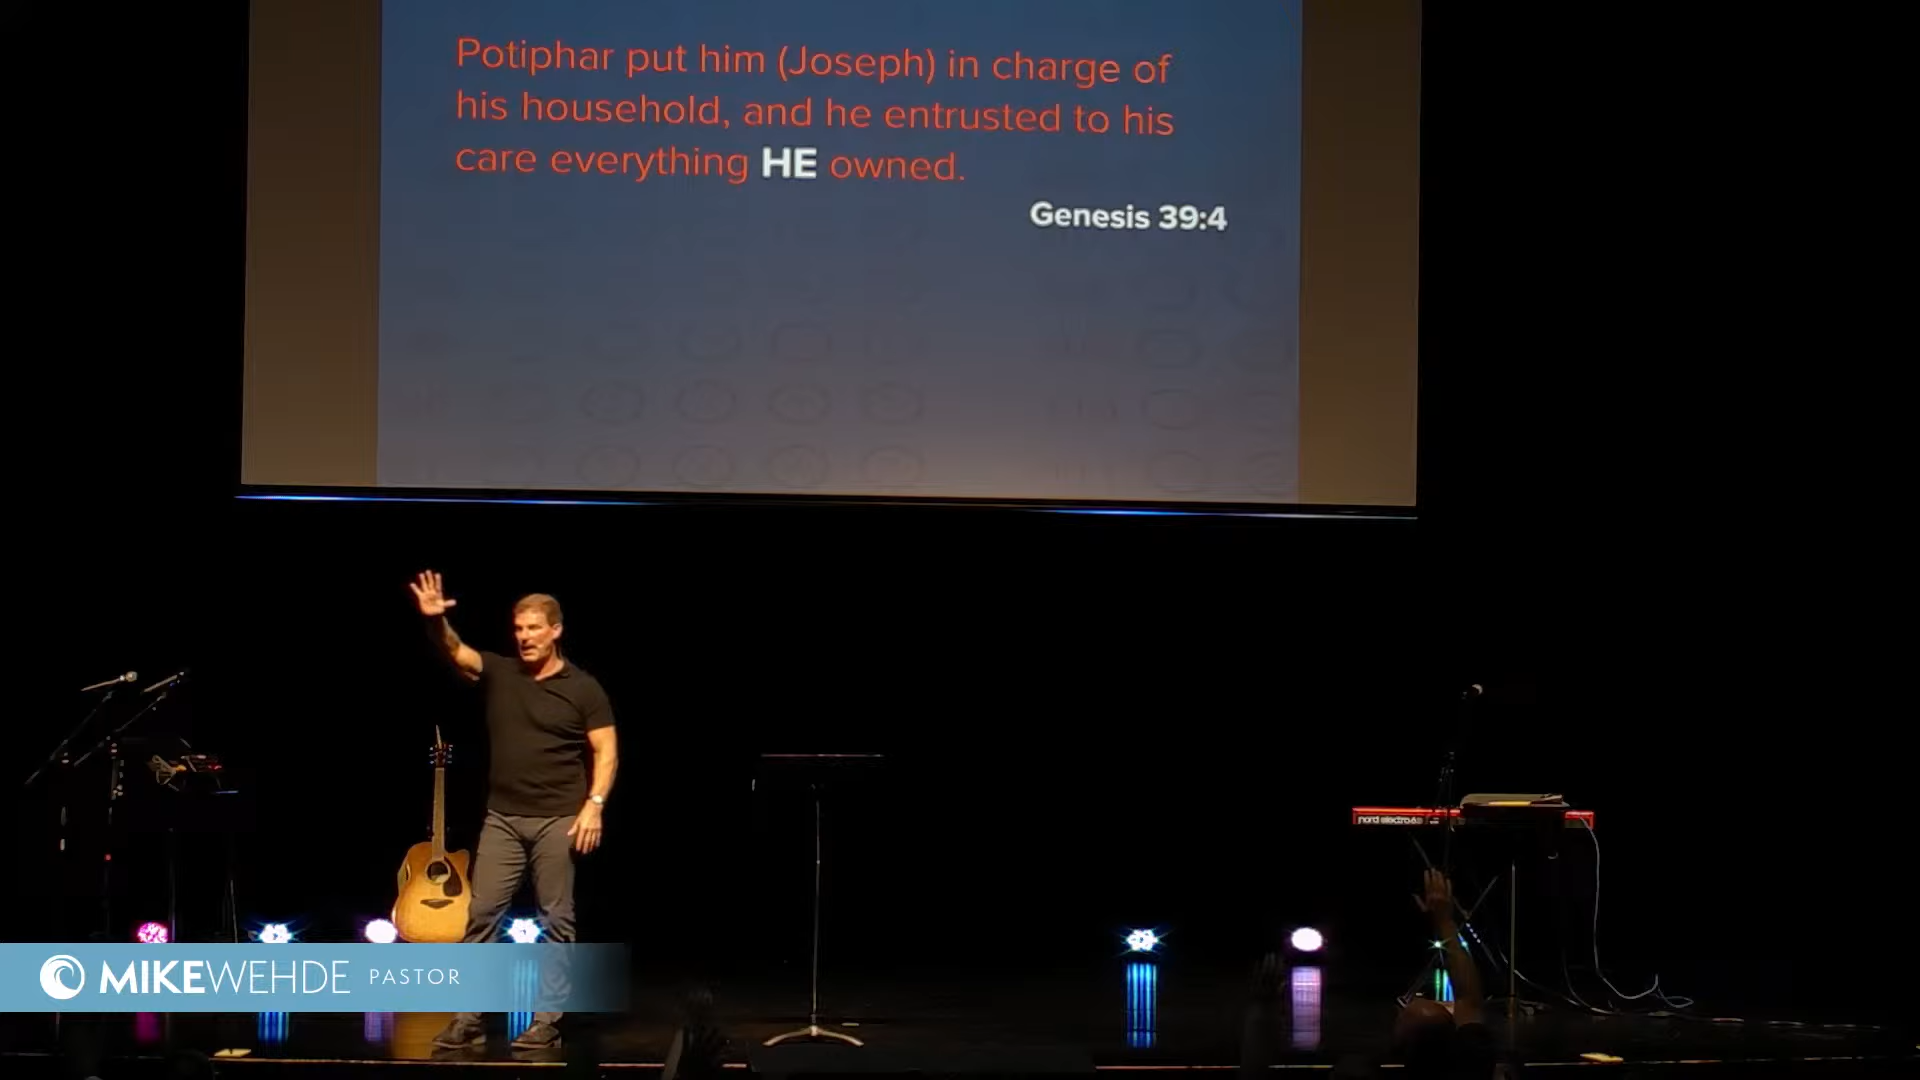 Potiphar put him (Joseph) in charge of
his household, and he entrusted to his
care everything HE owned.
Genesis 39:4
nord electro 6D
MIKEWEHDE PASTOR